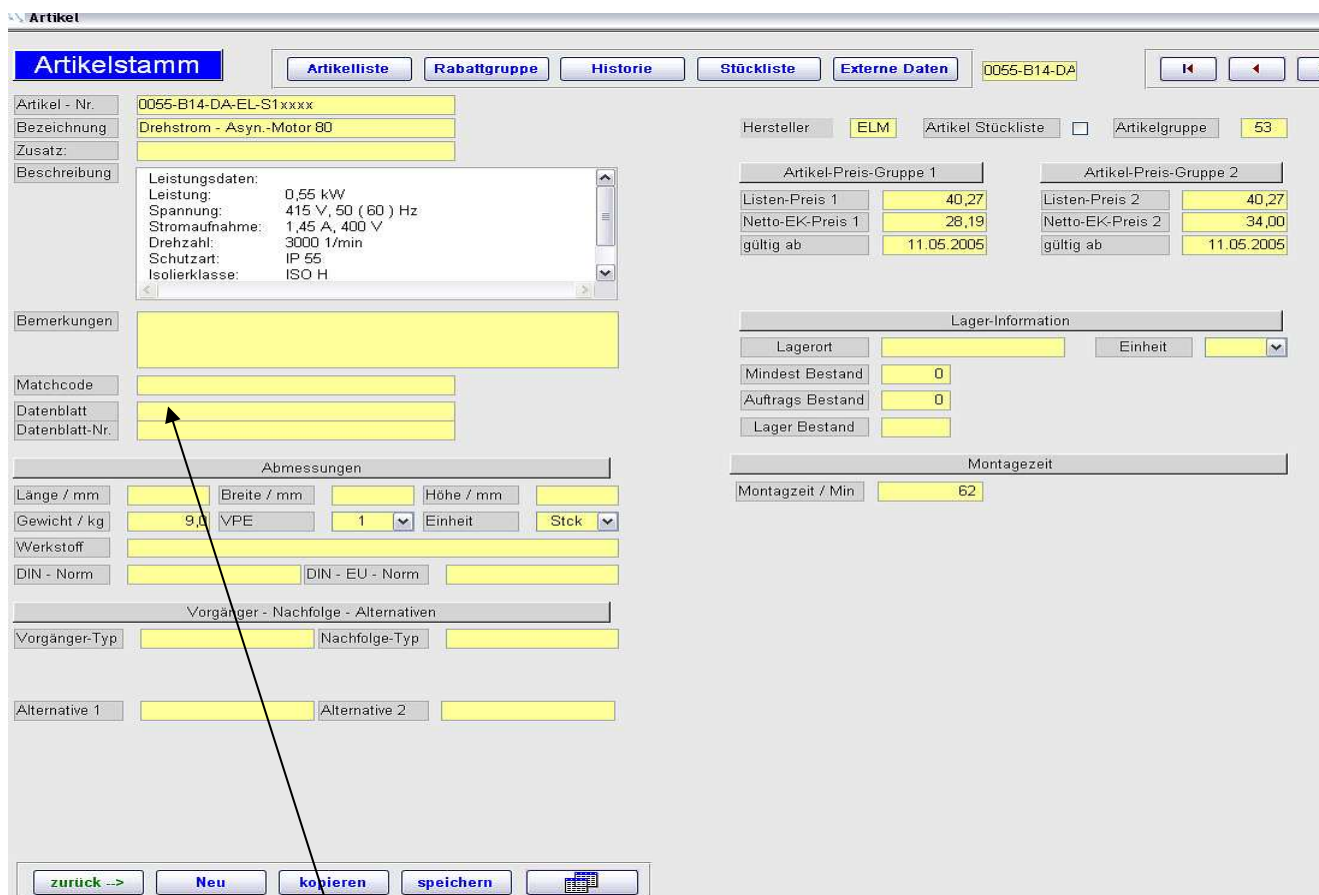 Artikel
Artikelstamm
Artikelliste Rabattgruppe Historie Stückliste Externe Daten 0055-B14-DA
Artikel - Nr. 0055-B14-DA-EL-S1xxxx
Bezeichnung Drehstrom - Asyn.-Motor 80
Zusatz:
Beschreibung
Leistungsdaten:
Leistung: 0,55 kW
Spannung: 415 V, 50 ( 60 ) Hz
Stromaufnahme: 1,45 A, 400 V
Drehzahl: 3000 1/min
Schutzart: IP 55
Isolierklasse: ISO H
Bemerkungen
Matchcode
Datenblatt
Datenblatt-Nr.
Abmessungen
Länge / mm Breite / mm Höhe / mm
Gewicht / kg 9,0 VPE 1 Einheit Stck
Werkstoff
DIN - Norm DIN - EU - Norm
Vorgänger - Nachfolge - Alternativen
Vorgänger-Typ Nachfolge-Typ
Alternative 1 Alternative 2
Hersteller ELM Artikel Stückliste Artikelgruppe 53
Artikel-Preis-Gruppe 1 Artikel-Preis-Gruppe 2
Listen-Preis 1 40,27 Listen-Preis 2 40,27
Netto-EK-Preis 1 28,19 Netto-EK-Preis 2 34,00
gültig ab 11.05.2005 gültig ab 11.05.2005
Lager-Information
Lagerort Einheit
Mindest Bestand 0
Auftrags Bestand 0
Lager Bestand
Montagezeit
Montagzeit / Min 62
zurück --> Neu kopieren speichern